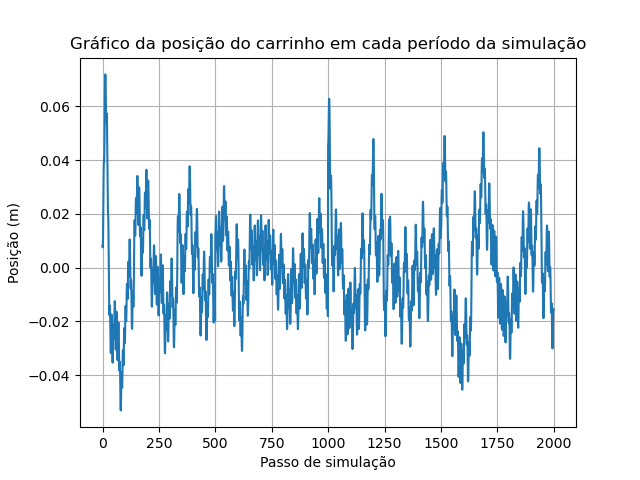 Gráfico da posição do carrinho em cada período da simulação
Posição (m)
0.06
0.04
0.02
0.00
−0.02
−0.04
0 250 500 750 1000 1250 1500 1750 2000
Passo de simulação